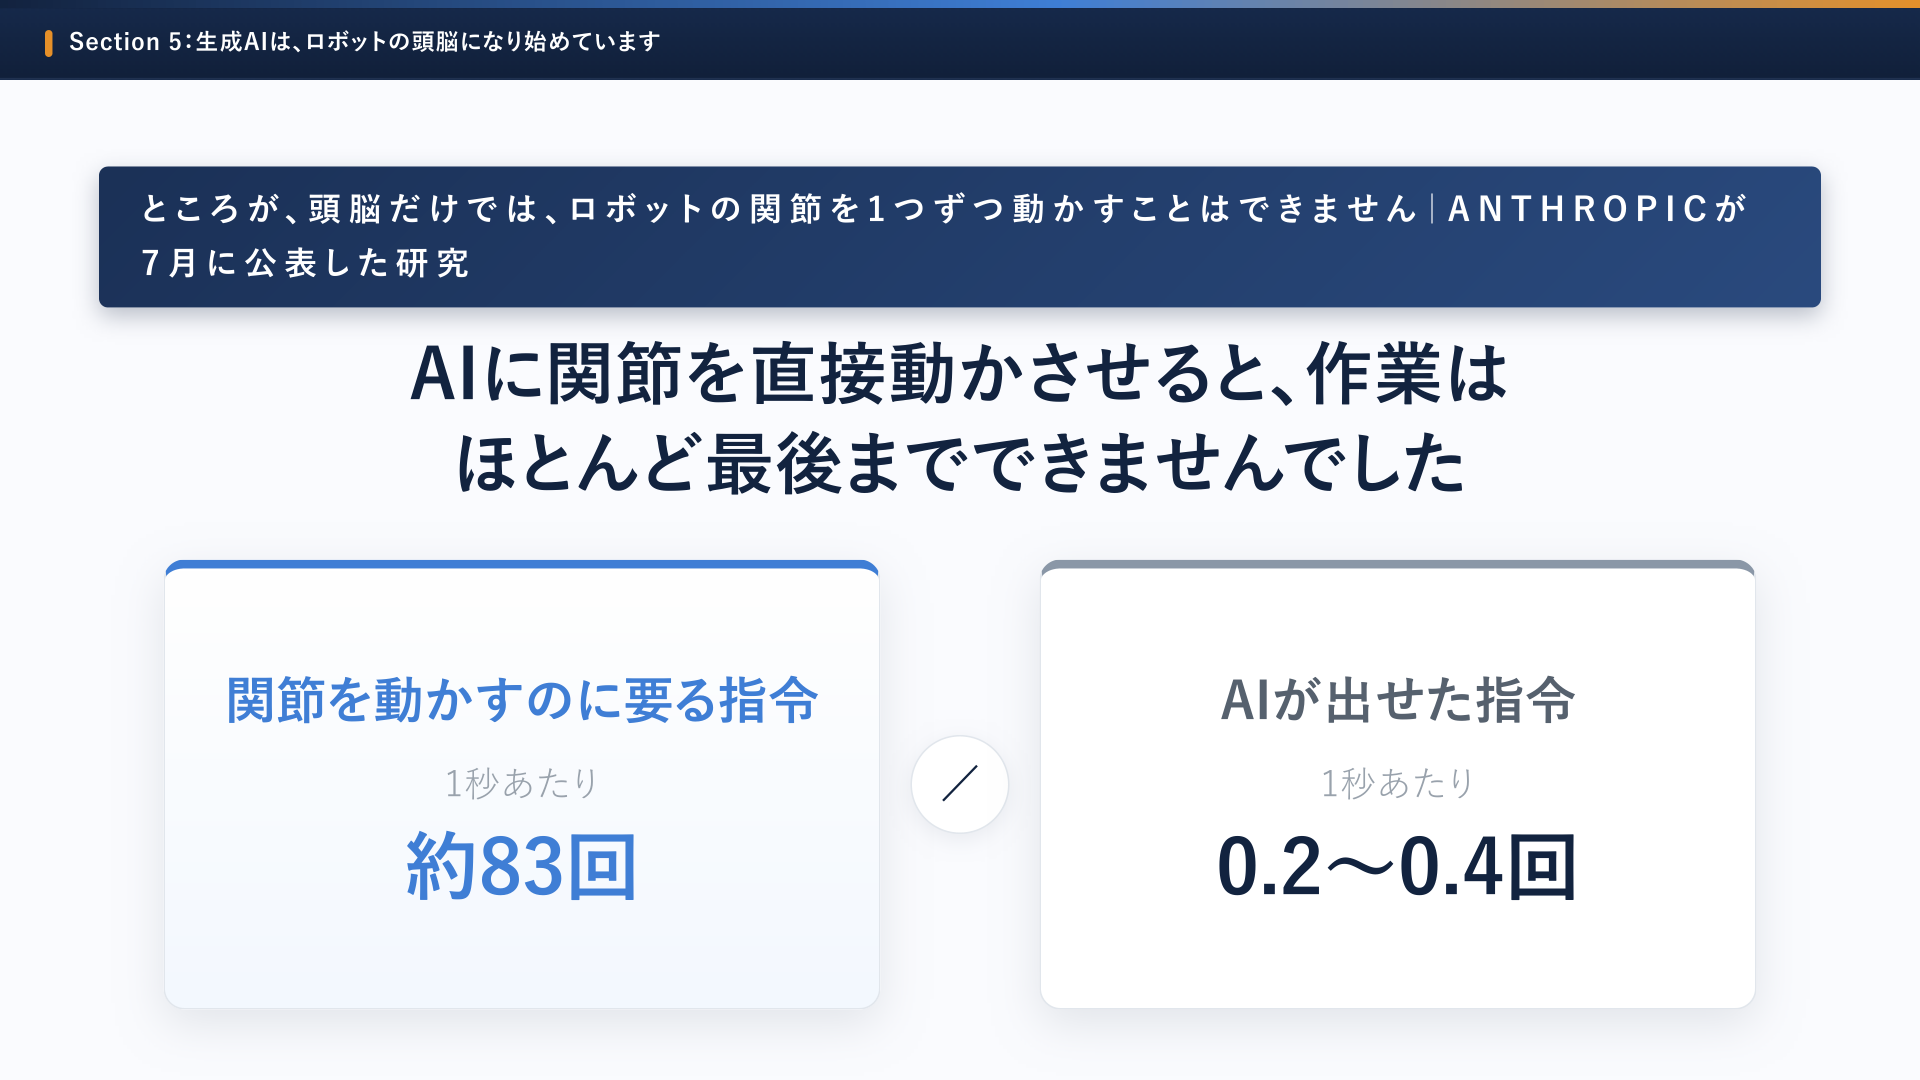 Section 5：生成AIは、ロボットの頭脳になり始めています
ところが、頭脳だけでは、ロボットの関節を1つずつ動かすことはできません｜ANTHROPICが
7月に公表した研究
AIに関節を直接動かさせると、作業は
ほとんど最後までできませんでした
関節を動かすのに要る指令
1秒あたり
約83回
／
AIが出せた指令
1秒あたり
0.2〜0.4回